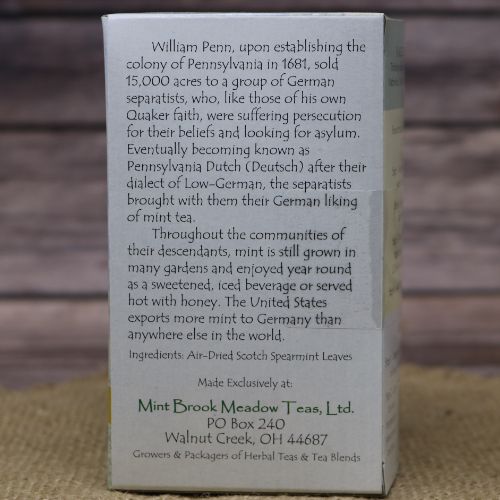 William Penn, upon establishing the
colony of Pennsylvania in 1681, sold
15,000 acres to a group of German
separatists, who, like those of his own
Quaker faith, were suffering persecution
for their beliefs and looking for asylum.
Eventually becoming known as
Pennsylvania Dutch (Deutsch) after their
dialect of Low-German, the separatists
brought with them their German liking
of mint tea.
Throughout the communities of
their descendants, mint is still grown in
many gardens and enjoyed year round
as a sweetened, iced beverage or served
hot with honey. The United States
exports more mint to Germany than
anywhere else in the world.
Ingredients: Air-Dried Scotch Spearmint Leaves
Made Exclusively at:
Mint Brook Meadow Teas, Ltd.
PO Box 240
Walnut Creek, OH 44687
Growers & Packagers of Herbal Teas & Tea Blends